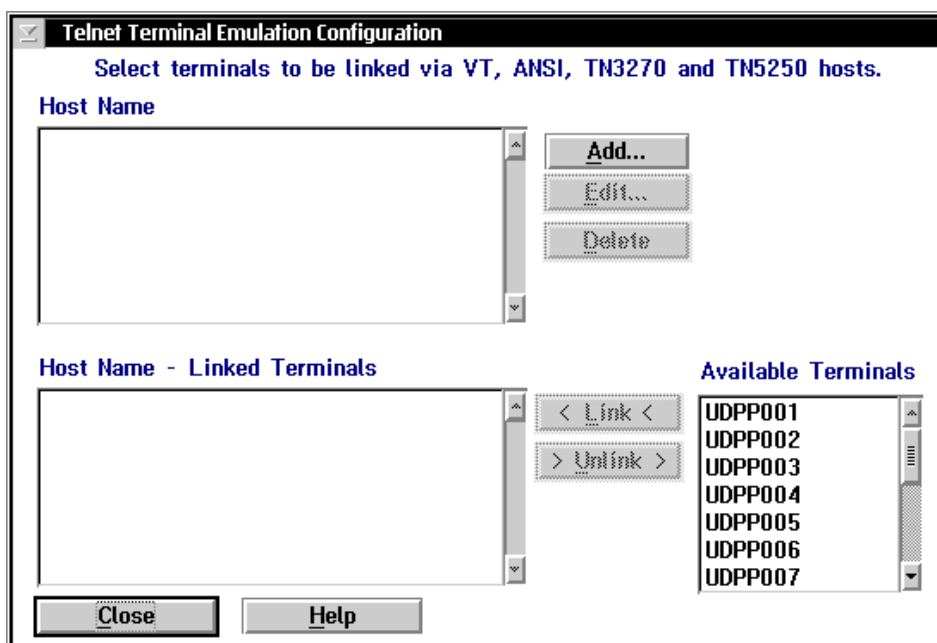 Telnet Terminal Emulation Configuration
Select terminals to be linked via VT, ANSI, TN3270 and TN5250 hosts.
Host Name
Add...
Edit...
Delete
Host Name - Linked Terminals
Available Terminals
< Link <
> Unlink >
UDPP001
UDPP002
UDPP003
UDPP004
UDPP005
UDPP006
UDPP007
Close
Help